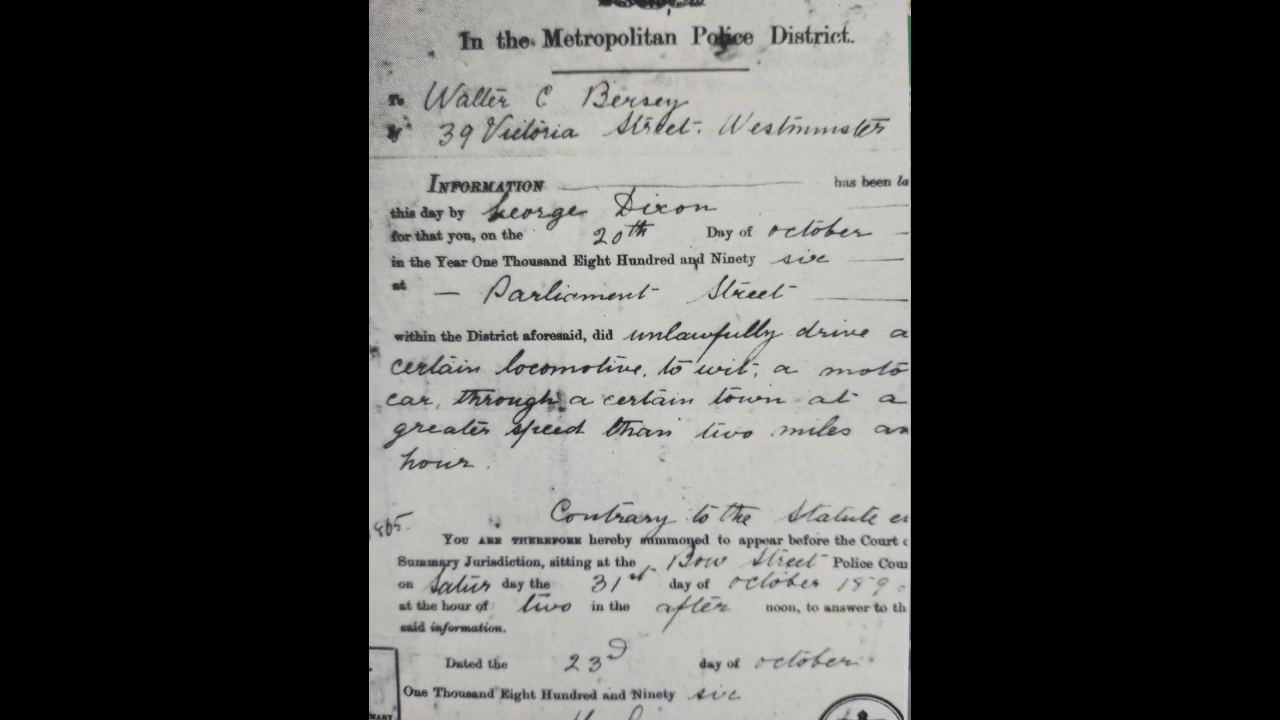 In the Metropolitan Police District.
To Walter C Bersey
of 39 Victoria Street. Westminster
INFORMATION has been la
this day by George Dixon
for that you, on the 20th Day of october
in the Year One Thousand Eight Hundred and Ninety six
at — Parliament Street
within the District aforesaid, did unlawfully drive a
certain locomotive, to wit, a moto
car, through a certain town at a
greater speed than two miles an
hour.
Contrary to the Statute
YOU ARE THEREFORE hereby summoned to appear before the Court
Summary Jurisdiction, sitting at the Bow Street Police Cou
on Satur day the 31st day of october 189
at the hour of two in the after noon, to answer to th
said information.
Dated the 23d day of october
One Thousand Eight Hundred and Ninety six